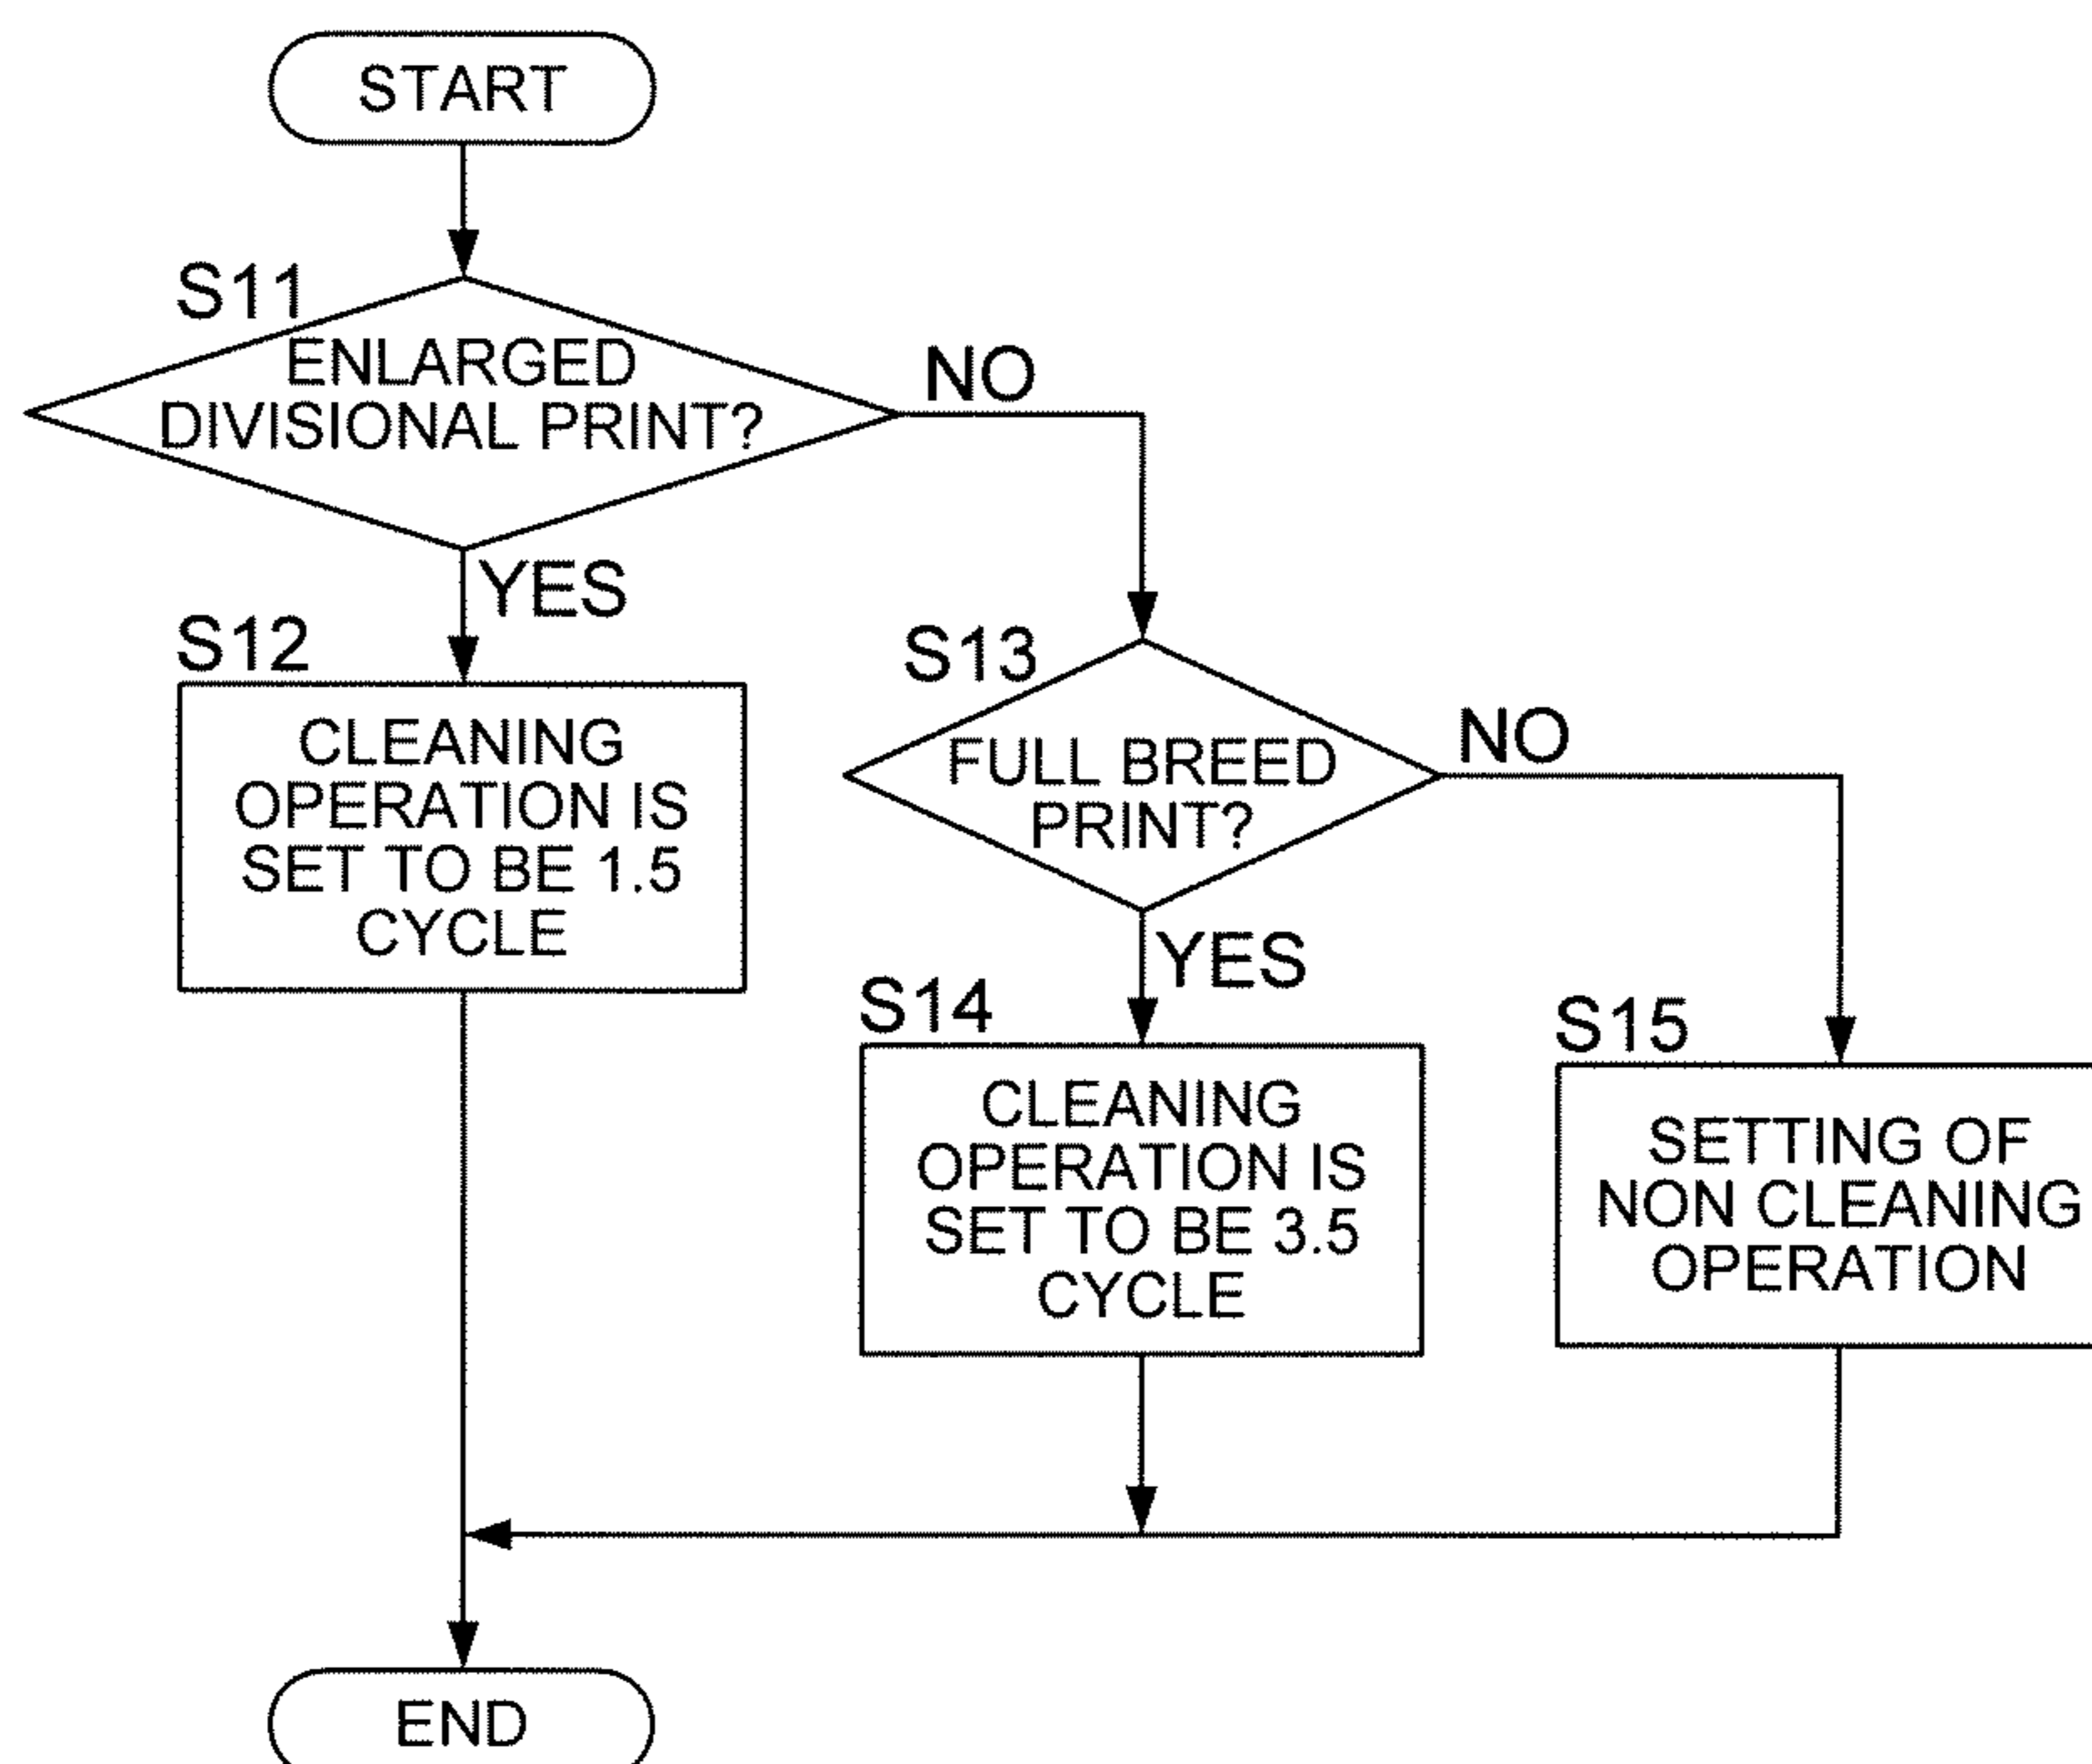 START
S11
ENLARGED
DIVISIONAL PRINT?
NO
YES
S12
CLEANING
OPERATION IS
SET TO BE 1.5
CYCLE
S13
FULL BREED
PRINT?
NO
YES
S14
CLEANING
OPERATION IS
SET TO BE 3.5
CYCLE
S15
SETTING OF
NON CLEANING
OPERATION
END